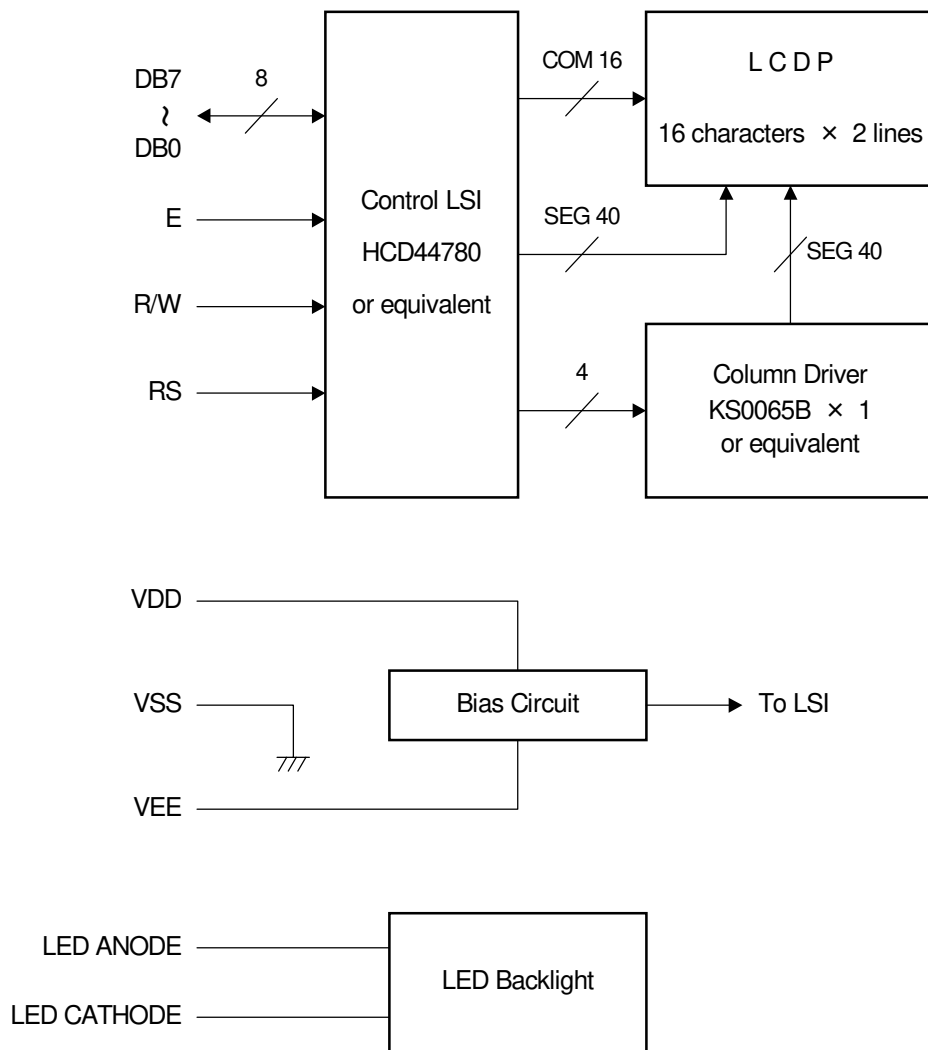 DB7
~
DB0
8
E
R/W
RS
Control LSI
HCD44780
or equivalent
COM 16
SEG 40
4
L C D P
16 characters × 2 lines
SEG 40
Column Driver
KS0065B × 1
or equivalent
VDD
VSS
VEE
Bias Circuit
To LSI
LED ANODE
LED CATHODE
LED Backlight